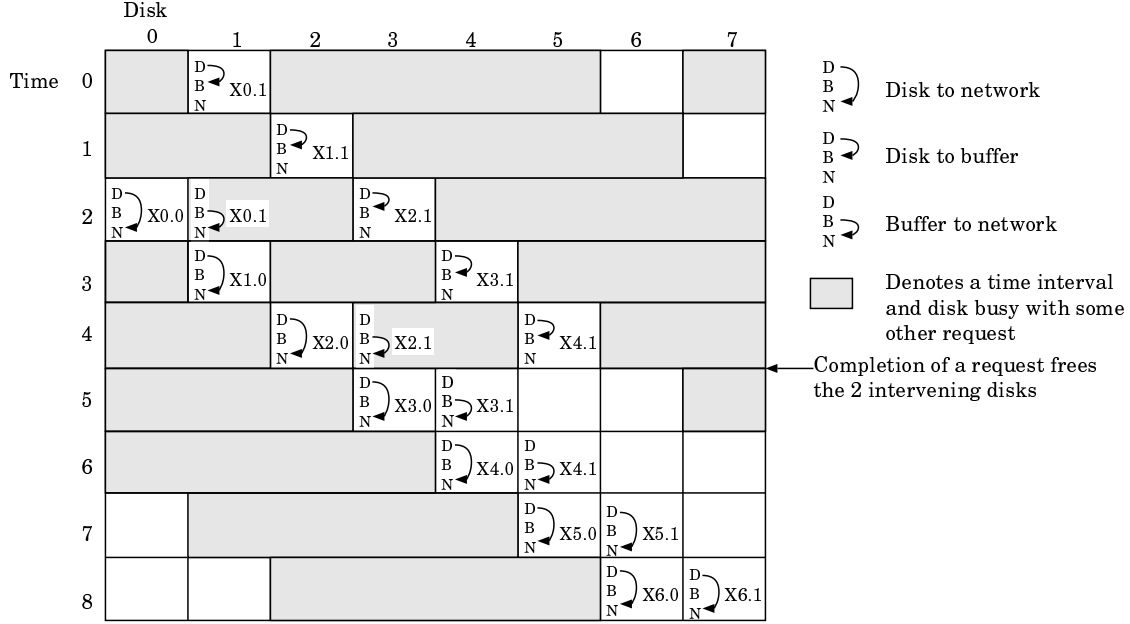 Disk
0 1 2 3 4 5 6 7
Time 0 D B N X0.1
1 D B N X1.1
2 D B N X0.0 D B N X0.1 D B N X2.1
3 D B N X1.0 D B N X3.1
4 D B N X2.0 D B N X2.1 D B N X4.1
5 D B N X3.0 D B N X3.1
6 D B N X4.0 D B N X4.1
7 D B N X5.0 D B N X5.1
8 D B N X6.0 D B N X6.1
D B N Disk to network
D B N Disk to buffer
D B N Buffer to network
Denotes a time interval
and disk busy with some
other request
Completion of a request frees
the 2 intervening disks